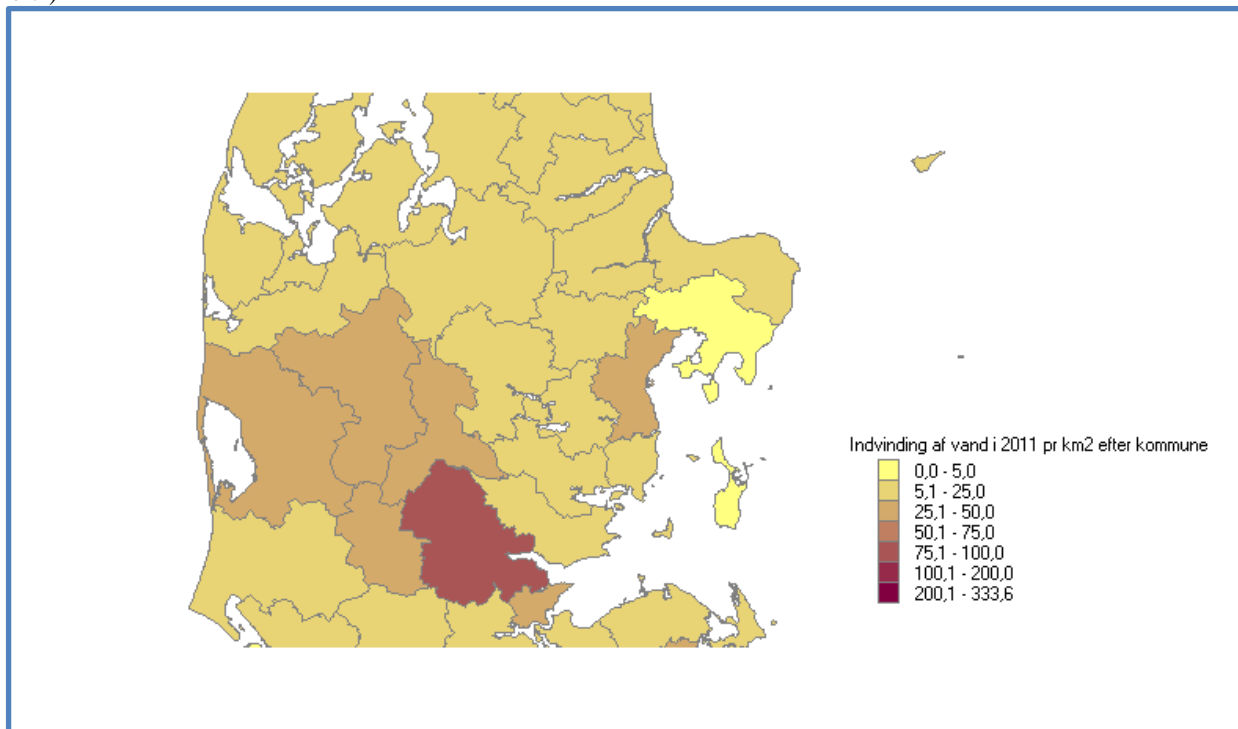 Indvinding af vand i 2011 pr km2 efter kommune
0,0 - 5,0
5,1 - 25,0
25,1 - 50,0
50,1 - 75,0
75,1 - 100,0
100,1 - 200,0
200,1 - 333,6